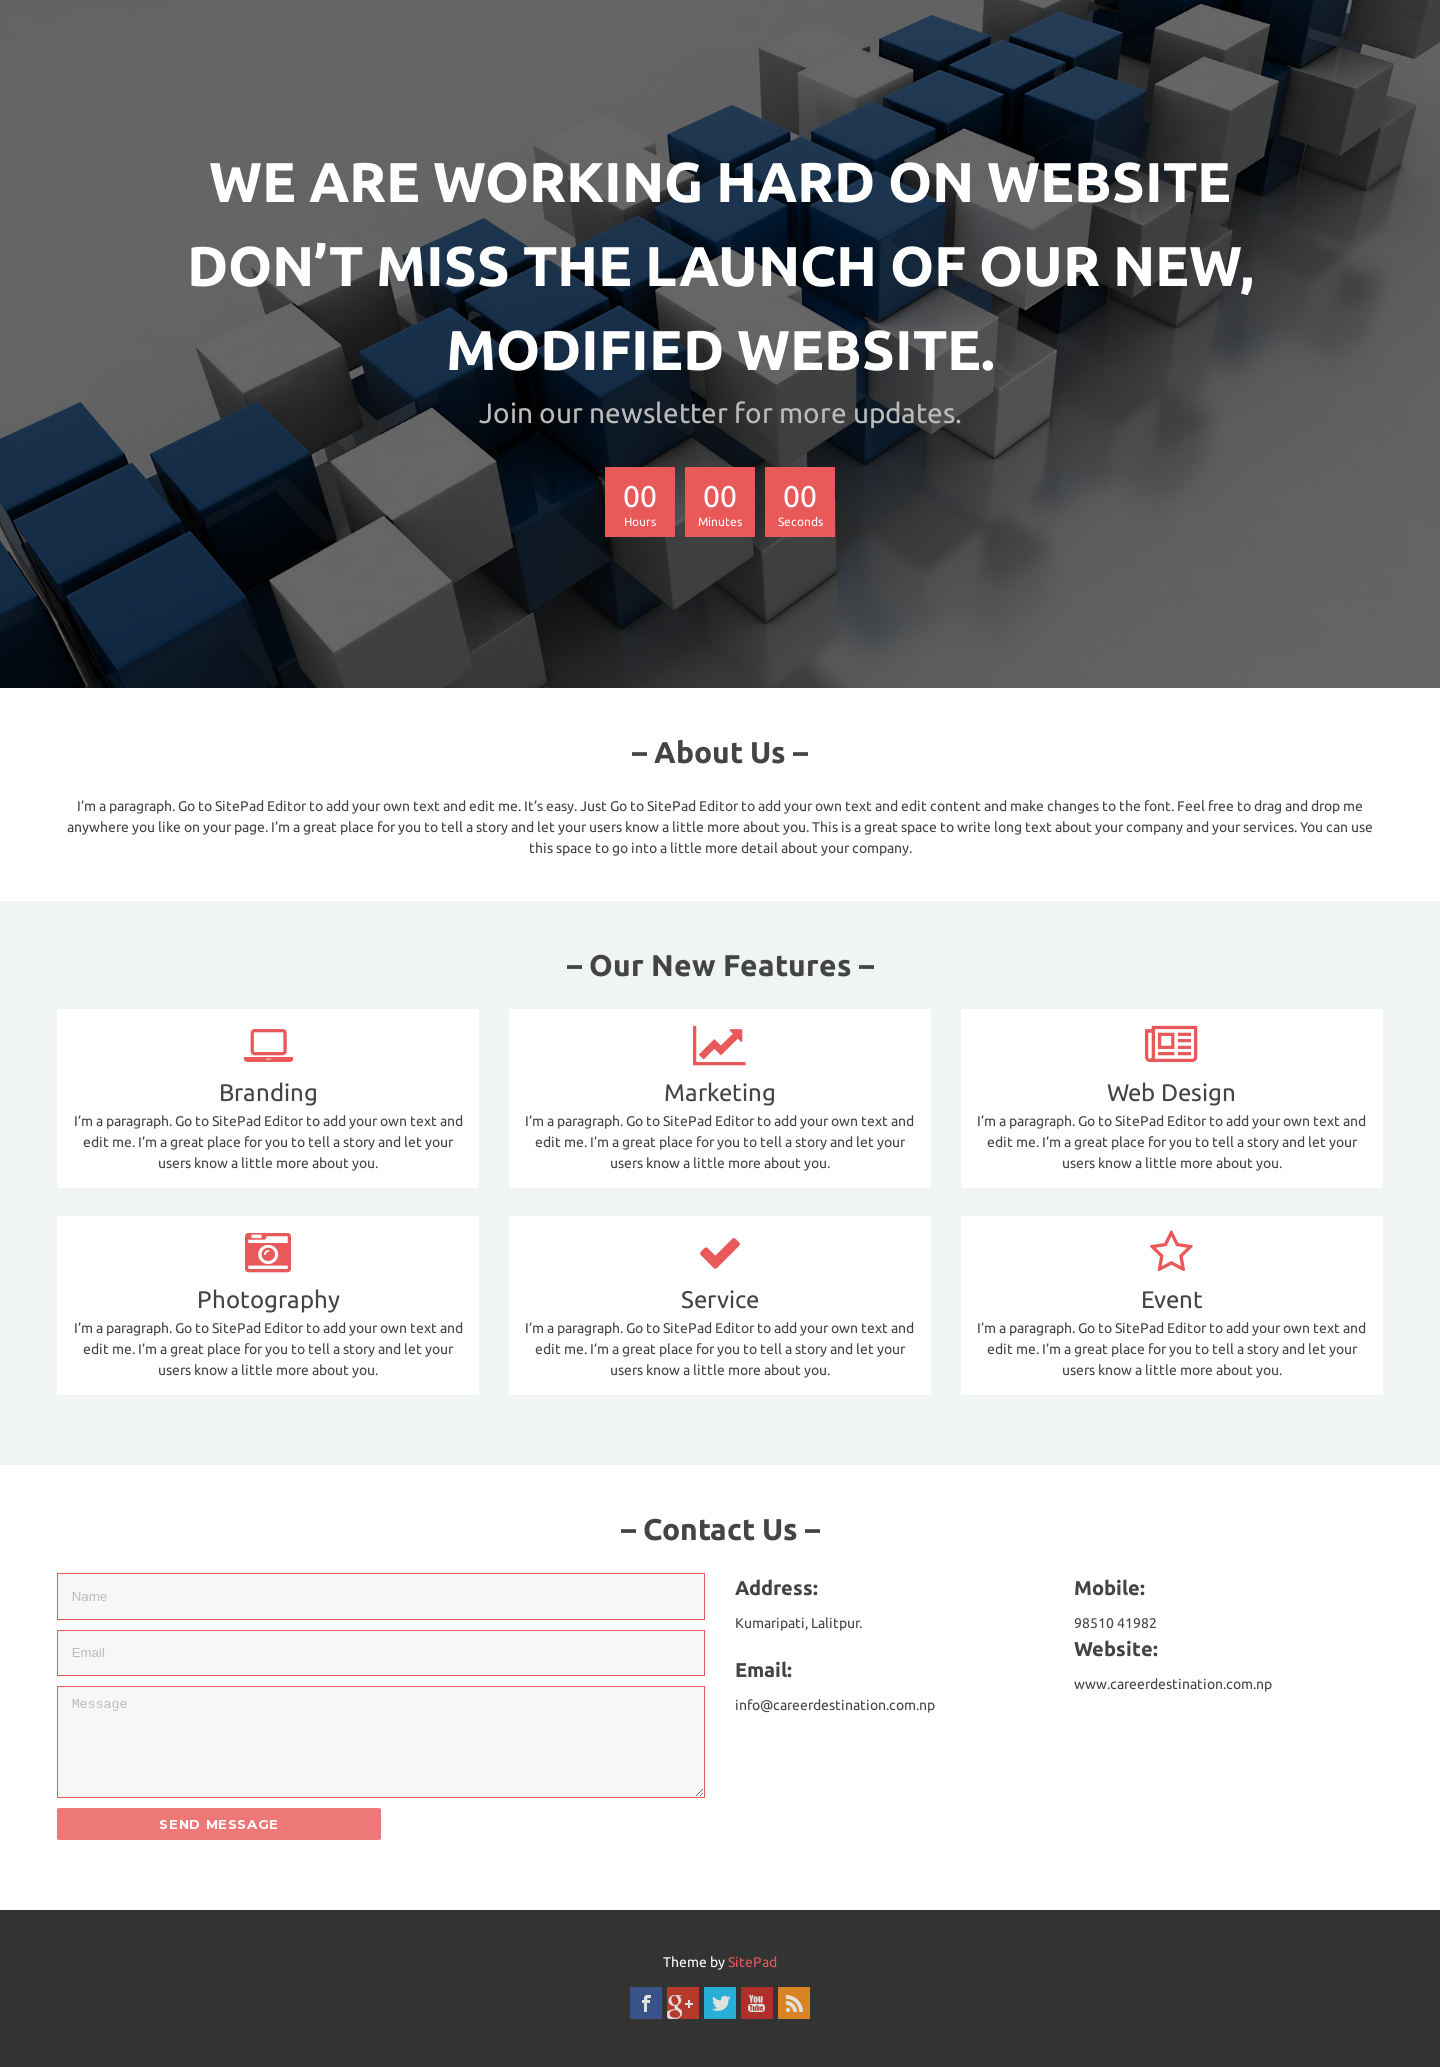 WE ARE WORKING HARD ON WEBSITE
DON’T MISS THE LAUNCH OF OUR NEW,
MODIFIED WEBSITE.
Join our newsletter for more updates.
00 00 00
Hours Minutes Seconds
– About Us –
I’m a paragraph. Go to SitePad Editor to add your own text and edit me. It’s easy. Just Go to SitePad Editor to add your own text and edit content and make changes to the font. Feel free to drag and drop me
anywhere you like on your page. I’m a great place for you to tell a story and let your users know a little more about you. This is a great space to write long text about your company and your services. You can use
this space to go into a little more detail about your company.
– Our New Features –
Branding
I’m a paragraph. Go to SitePad Editor to add your own text and
edit me. I’m a great place for you to tell a story and let your
users know a little more about you.
Marketing
I’m a paragraph. Go to SitePad Editor to add your own text and
edit me. I’m a great place for you to tell a story and let your
users know a little more about you.
Web Design
I’m a paragraph. Go to SitePad Editor to add your own text and
edit me. I’m a great place for you to tell a story and let your
users know a little more about you.
Photography
I’m a paragraph. Go to SitePad Editor to add your own text and
edit me. I’m a great place for you to tell a story and let your
users know a little more about you.
Service
I’m a paragraph. Go to SitePad Editor to add your own text and
edit me. I’m a great place for you to tell a story and let your
users know a little more about you.
Event
I’m a paragraph. Go to SitePad Editor to add your own text and
edit me. I’m a great place for you to tell a story and let your
users know a little more about you.
– Contact Us –
Name
Email
Message
SEND MESSAGE
Address:
Kumaripati, Lalitpur.
Email:
info@careerdestination.com.np
Mobile:
98510 41982
Website:
www.careerdestination.com.np
Theme by SitePad
f g+ You Tube